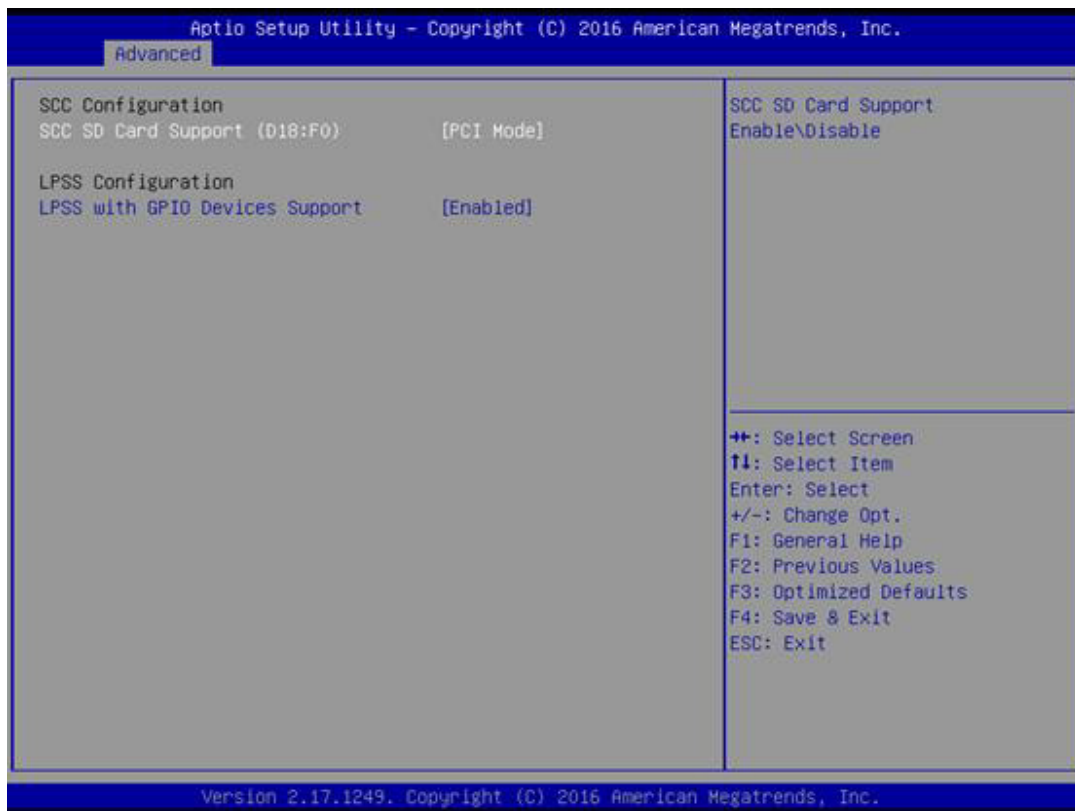 Aptio Setup Utility – Copyright (C) 2016 American Megatrends, Inc.
Advanced
SCC Configuration
SCC SD Card Support (D18:F0) [PCI Mode]
LPSS Configuration
LPSS with GPIO Devices Support [Enabled]
SCC SD Card Support
Enable\Disable
→←: Select Screen
↑↓: Select Item
Enter: Select
+/-: Change Opt.
F1: General Help
F2: Previous Values
F3: Optimized Defaults
F4: Save & Exit
ESC: Exit
Version 2.17.1249. Copyright (C) 2016 American Megatrends, Inc.